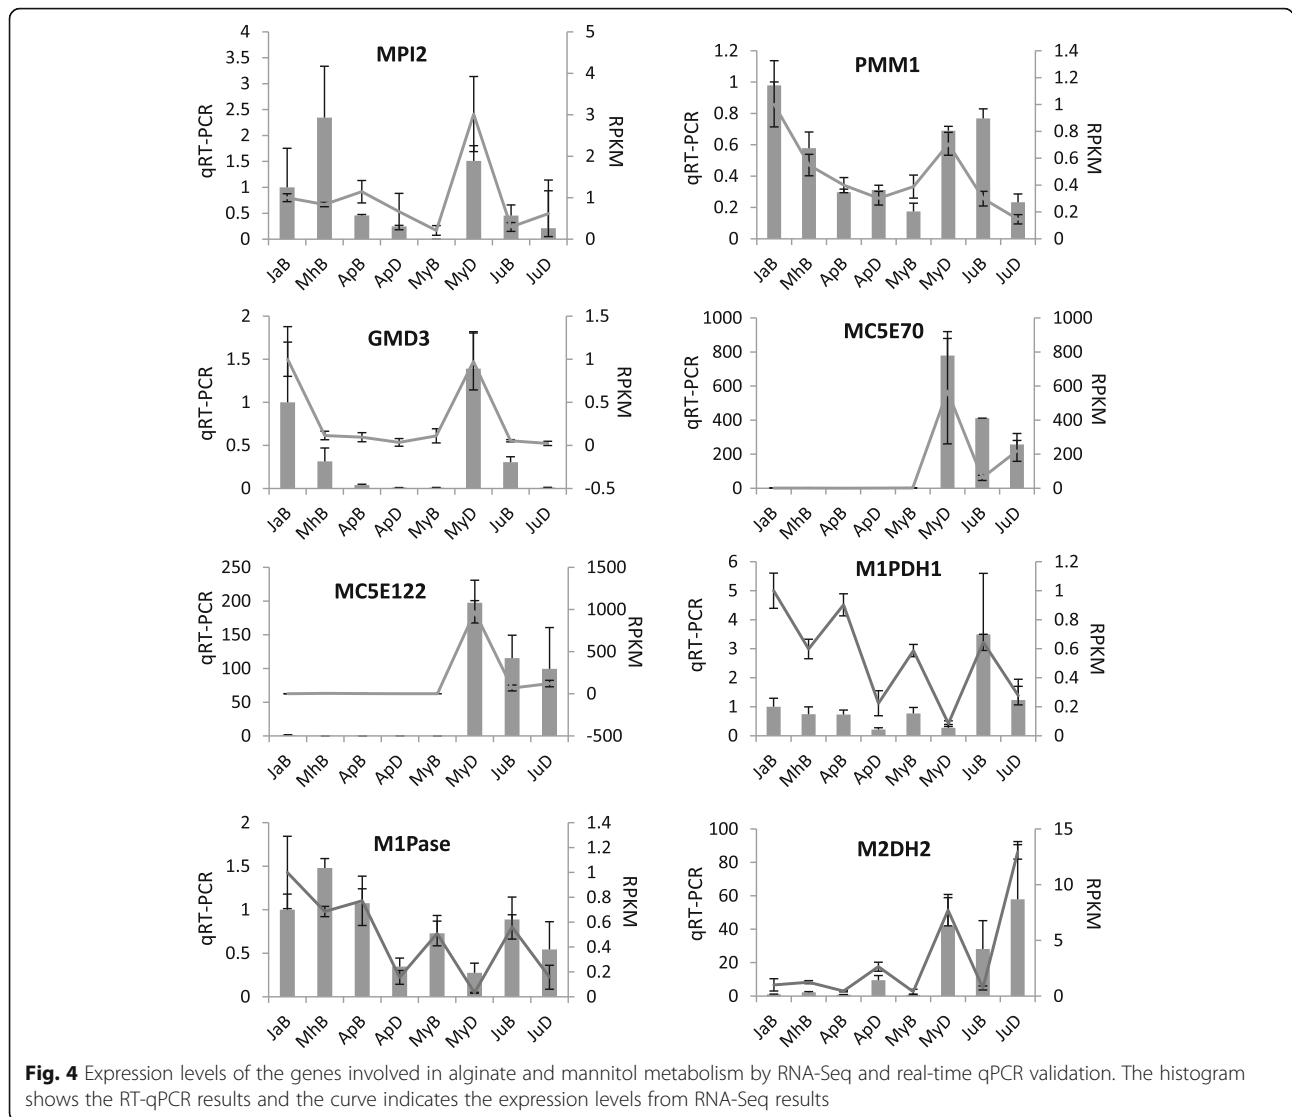 MPI2
qRT-PCR
4
3.5
3
2.5
2
1.5
1
0.5
0
5
4
3
2
1
0
RPKM
JaB MhB ApB ApD MyB MyD JuB JuD
PMM1
qRT-PCR
1.2
1
0.8
0.6
0.4
0.2
0
1.4
1.2
1
0.8
0.6
0.4
0.2
0
RPKM
JaB MhB ApB ApD MyB MyD JuB JuD
GMD3
qRT-PCR
2
1.5
1
0.5
0
1.5
1
0.5
0
-0.5
RPKM
JaB MhB ApB ApD MyB MyD JuB JuD
MC5E70
qRT-PCR
1000
800
600
400
200
0
1000
800
600
400
200
0
RPKM
JaB MhB ApB ApD MyB MyD JuB JuD
MC5E122
qRT-PCR
250
200
150
100
50
0
1500
1000
500
0
-500
RPKM
JaB MhB ApB ApD MyB MyD JuB JuD
M1PDH1
qRT-PCR
6
5
4
3
2
1
0
1.2
1
0.8
0.6
0.4
0.2
0
RPKM
JaB MhB ApB ApD MyB MyD JuB JuD
M1Pase
qRT-PCR
2
1.5
1
0.5
0
1.4
1.2
1
0.8
0.6
0.4
0.2
0
RPKM
JaB MhB ApB ApD MyB MyD JuB JuD
M2DH2
qRT-PCR
100
80
60
40
20
0
15
10
5
0
RPKM
JaB MhB ApB ApD MyB MyD JuB JuD
Fig. 4 Expression levels of the genes involved in alginate and mannitol metabolism by RNA-Seq and real-time qPCR validation. The histogram
shows the RT-qPCR results and the curve indicates the expression levels from RNA-Seq results